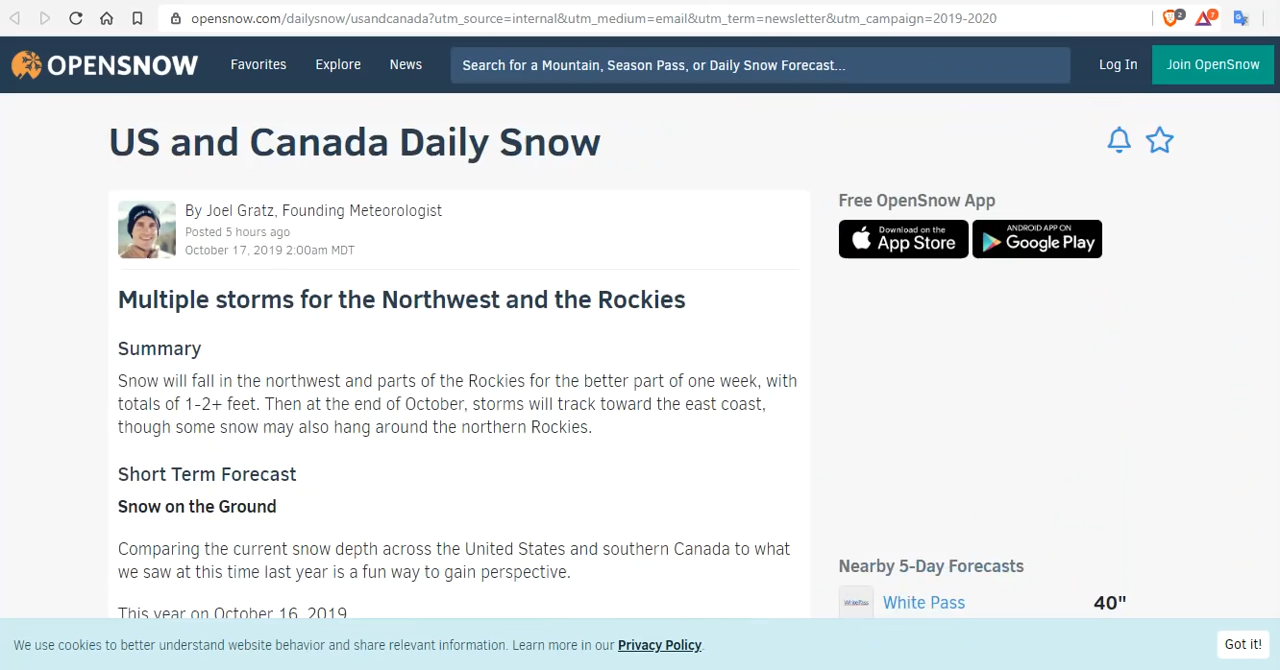 opensnow.com/dailysnow/usandcanada?utm_source=internal&utm_medium=email&utm_term=newsletter&utm_campaign=2019-2020
2
7
OPENSNOW
Favorites
Explore
News
Search for a Mountain, Season Pass, or Daily Snow Forecast...
Log In
Join OpenSnow
US and Canada Daily Snow
By Joel Gratz, Founding Meteorologist
Posted 5 hours ago
October 17, 2019 2:00am MDT
Multiple storms for the Northwest and the Rockies
Summary
Snow will fall in the northwest and parts of the Rockies for the better part of one week, with
totals of 1-2+ feet. Then at the end of October, storms will track toward the east coast,
though some snow may also hang around the northern Rockies.
Short Term Forecast
Snow on the Ground
Comparing the current snow depth across the United States and southern Canada to what
we saw at this time last year is a fun way to gain perspective.
This year on October 16, 2019
Free OpenSnow App
Download on the
App Store
ANDROID APP ON
Google Play
Nearby 5-Day Forecasts
White Pass
40"
We use cookies to better understand website behavior and share relevant information. Learn more in our Privacy Policy.
Got it!